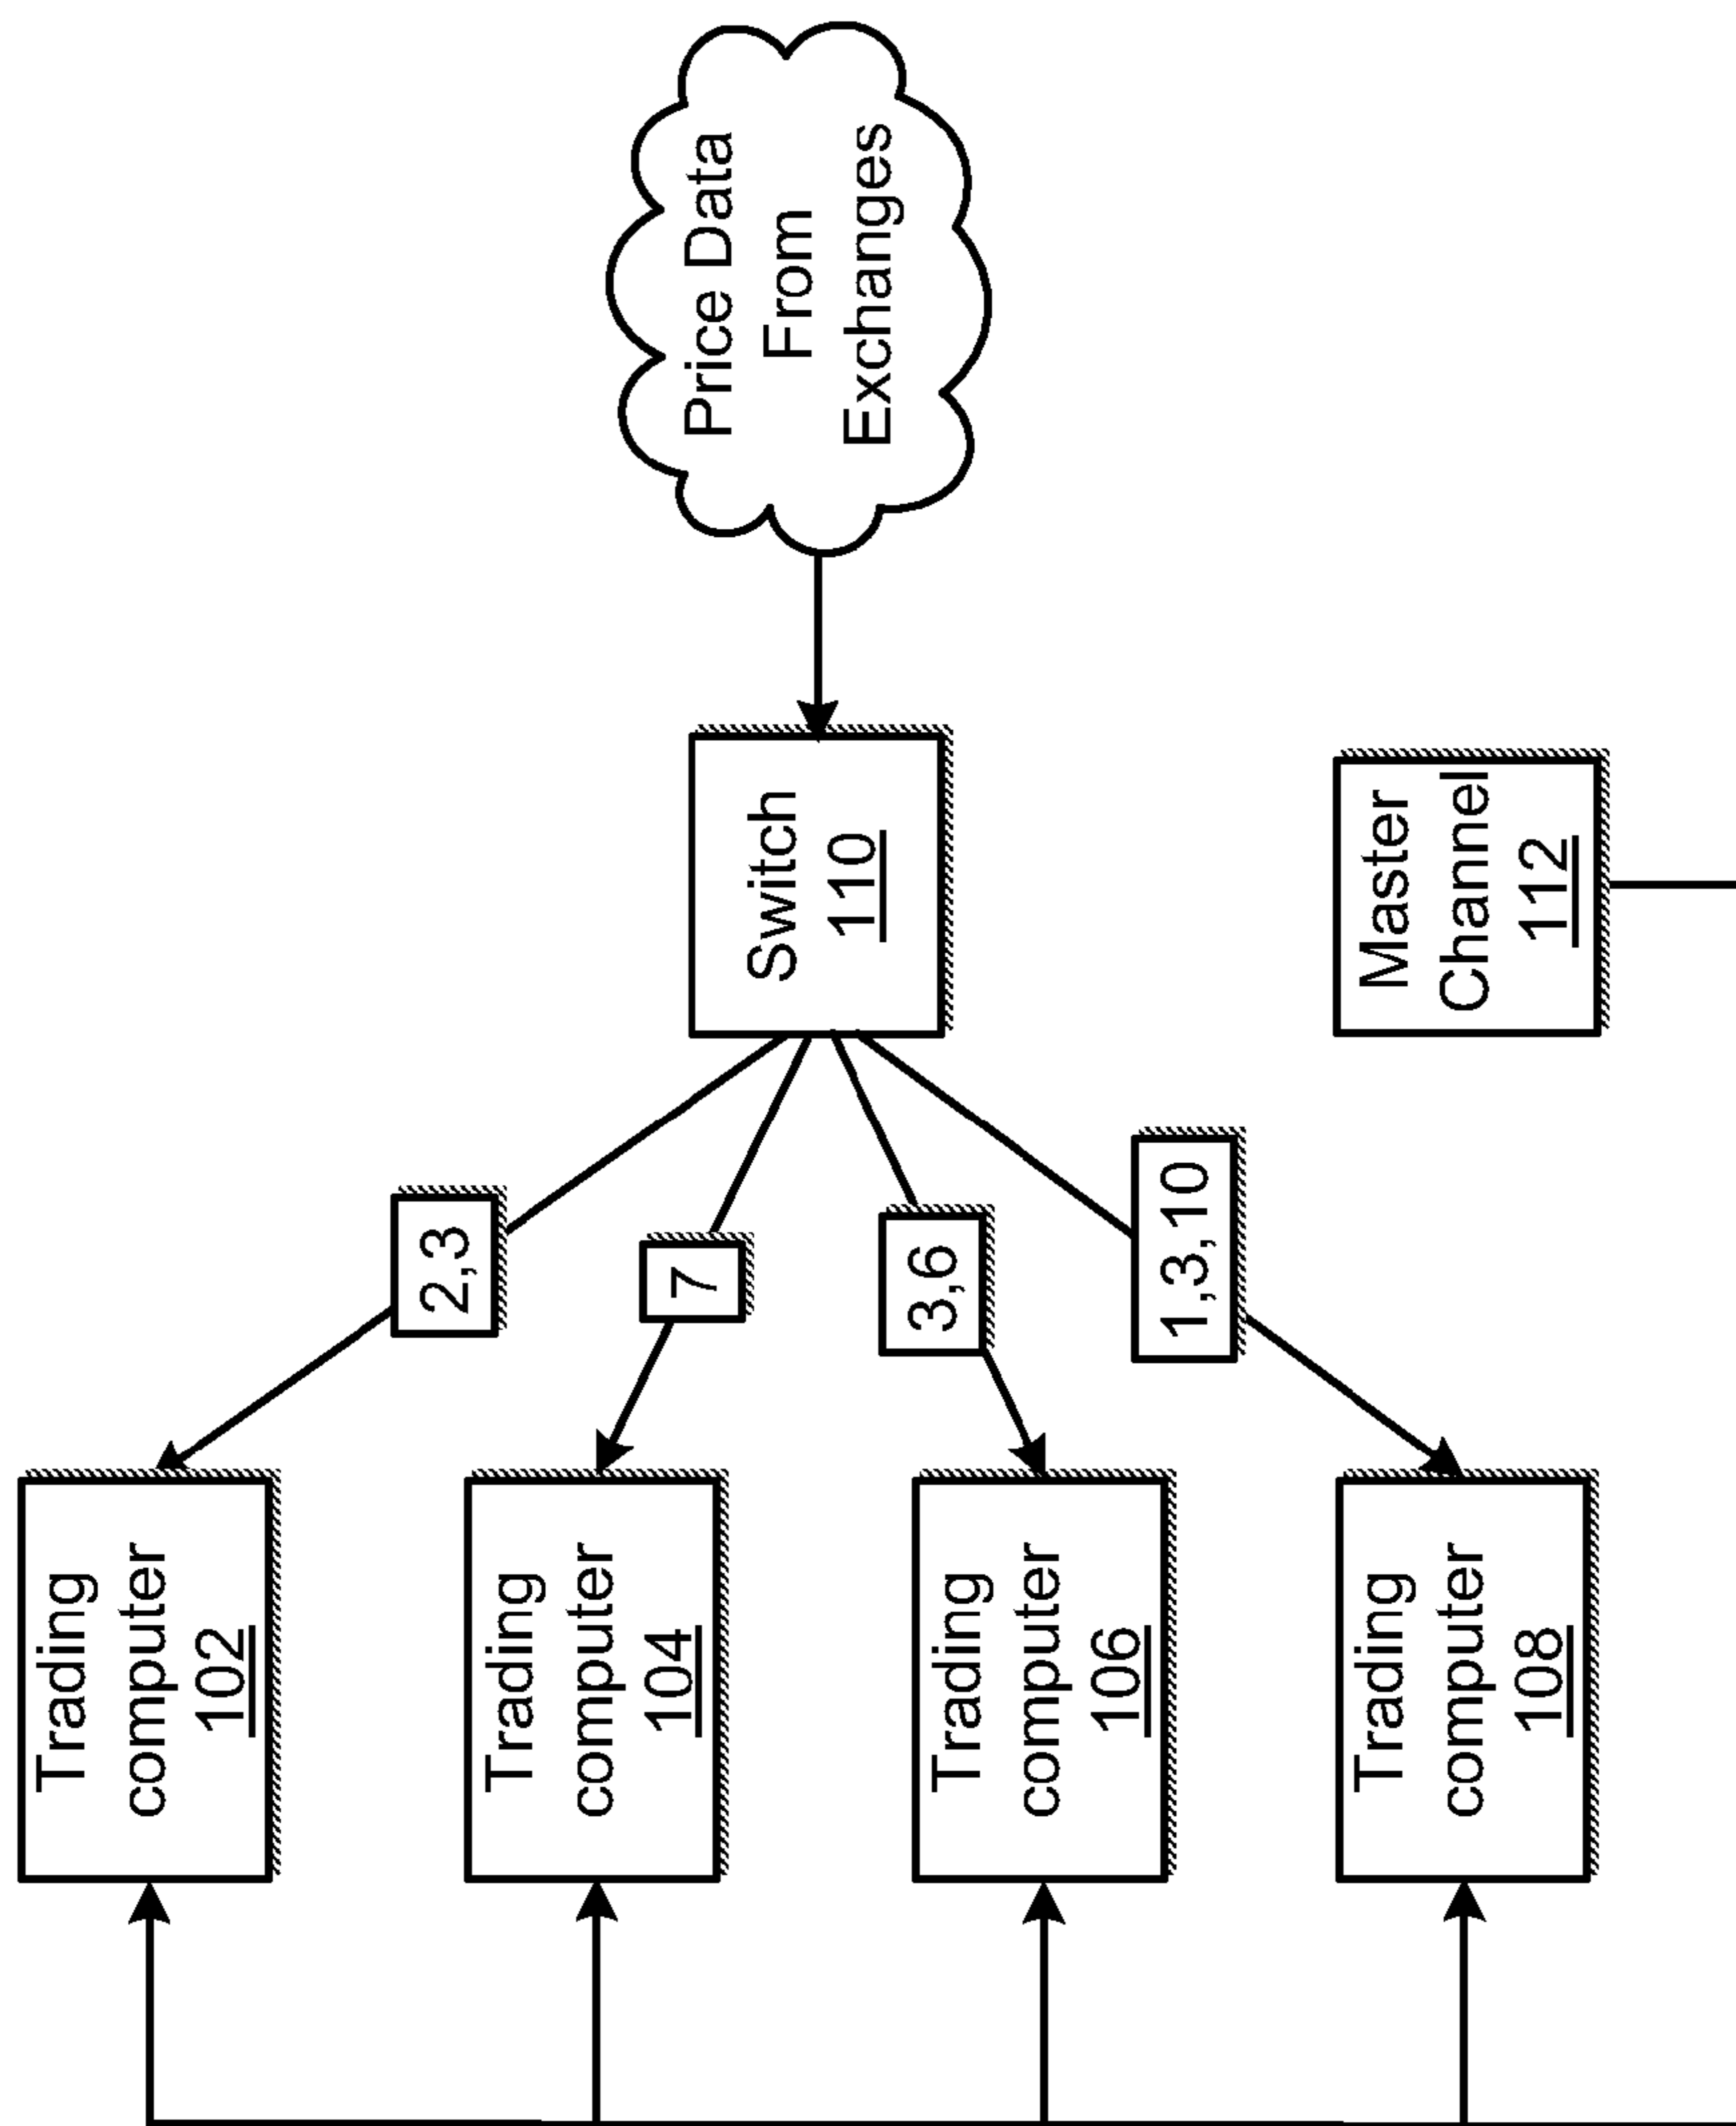 Trading
computer
102
Trading
computer
104
Trading
computer
106
Trading
computer
108
2,3
7
3,6
1,3,10
Switch
110
Master
Channel
112
Price Data
From
Exchanges